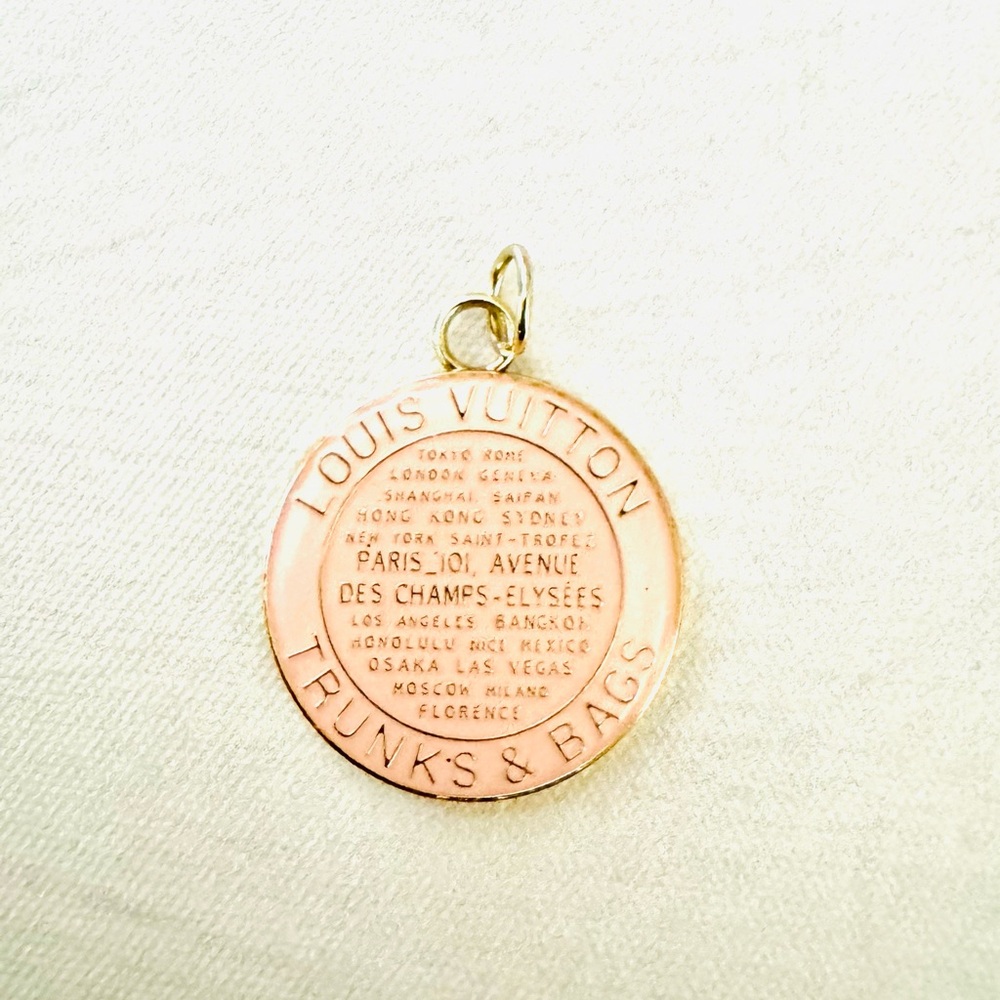 LOUIS VUITTON
TOKYO ROME
LONDON GENEVA
SHANGHAI SAIPAN
HONG KONG SYDNEY
NEW YORK SAINT-TROPEZ
PARIS_101, AVENUE
DES CHAMPS-ELYSÉES
LOS ANGELES BANGKOK
HONOLULU NICE MEXICO
OSAKA LAS VEGAS
MOSCOW MILANO
FLORENCE
TRUNKS & BAGS